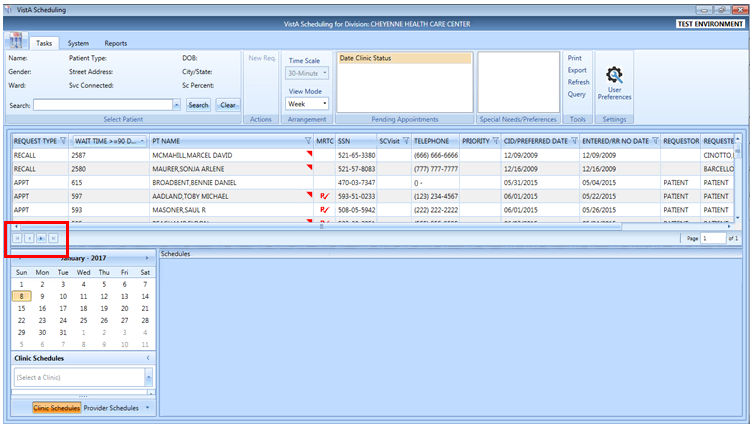 VistA Scheduling
VistA Scheduling for Division: CHEYENNE HEALTH CARE CENTER
TEST ENVIRONMENT
Tasks System Reports
Name: Patient Type: DOB:
Gender: Street Address: City/State:
Ward: Svc Connected: Sc Percent:
Search: Search Clear
Select Patient
New Req.
Actions
Time Scale
30-Minute
View Mode
Week
Arrangement
Date Clinic Status
Pending Appointments
Special Needs/Preferences
Print
Export
Refresh
Query
Tools
User
Preferences
Settings
REQUEST TYPE WAIT TIME >=90 D... PT NAME MRTC SSN SCVisit TELEPHONE PRIORITY CID/PREFERRED DATE ENTERED/RR NO DATE REQUESTOR REQUESTE
RECALL 2587 MCMAHILL,MARCEL DAVID 521-65-3380 (666) 666-6666 12/09/2009 12/09/2009 CINOTTO,
RECALL 2580 MAURER,SONJA ARLENE 521-57-8083 (777) 777-7777 12/16/2009 12/16/2009 BARCELLO
APPT 615 BROADBENT,BENNIE DANIEL 470-03-7347 () - 05/31/2015 05/04/2015 PATIENT PATIENT
APPT 597 AADLAND,TOBY MICHAEL 593-51-0233 (123) 234-4567 06/01/2015 05/22/2015 PATIENT PATIENT
APPT 593 MASONER,SAUL R 508-05-5942 (222) 222-2222 06/01/2015 05/26/2015 PATIENT PATIENT
Page 1 of 1
January - 2017
Sun Mon Tue Wed Thu Fri Sat
1 2 3 4 5 6 7
8 9 10 11 12 13 14
15 16 17 18 19 20 21
22 23 24 25 26 27 28
29 30 31 1 2 3 4
5 6 7 8 9 10 11
Clinic Schedules
(Select a Clinic)
Clinic Schedules Provider Schedules
Schedules